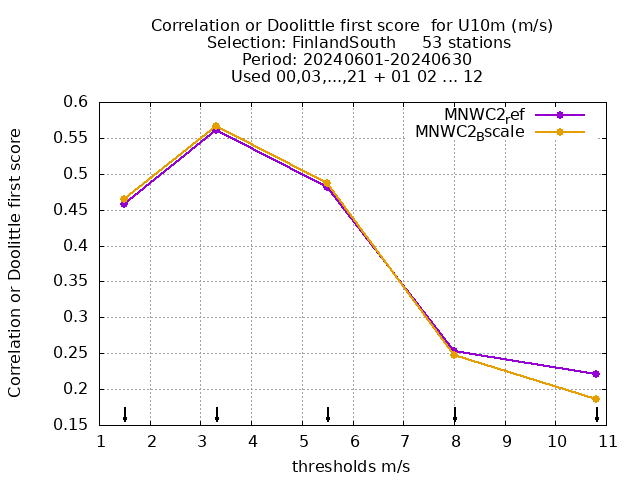 Correlation or Doolittle first score  for U10m (m/s)
Selection: FinlandSouth     53 stations
Period: 20240601-20240630
Used 00,03,...,21 + 01 02 ... 12
MNWC2ref
MNWC2Bscale
Correlation or Doolittle first score
0.6
0.55
0.5
0.45
0.4
0.35
0.3
0.25
0.2
0.15
1 2 3 4 5 6 7 8 9 10 11
thresholds m/s